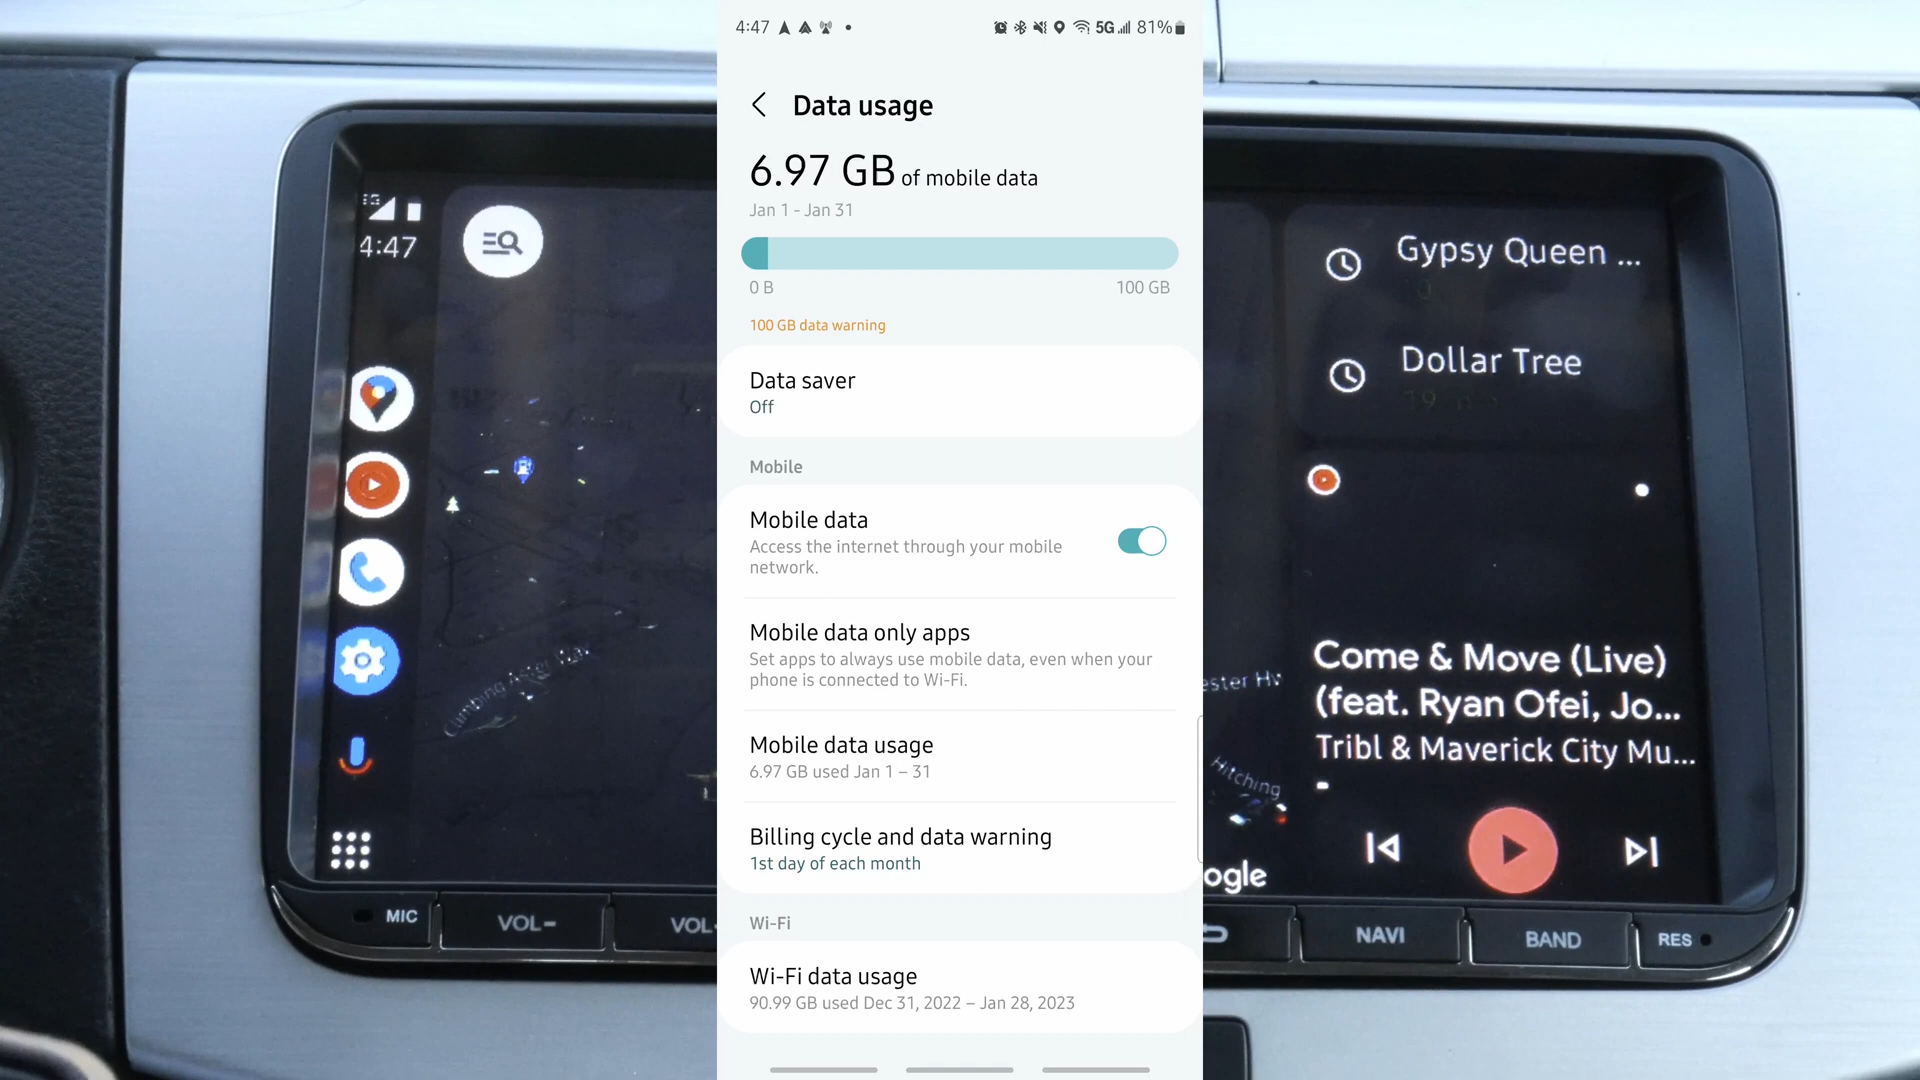 4:47
5G 81%
Data usage
6.97 GB of mobile data
Jan 1 - Jan 31
0 B 100 GB
100 GB data warning
Data saver
Off
Mobile
Mobile data
Access the internet through your mobile
network.
Mobile data only apps
Set apps to always use mobile data, even when your
phone is connected to Wi-Fi.
Mobile data usage
6.97 GB used Jan 1 – 31
Billing cycle and data warning
1st day of each month
Wi-Fi
Wi-Fi data usage
90.99 GB used Dec 31, 2022 – Jan 28, 2023
4:47
MIC
VOL-
VOL
Gypsy Queen ...
Dollar Tree
Come & Move (Live)
(feat. Ryan Ofei, Jo...
Tribl & Maverick City Mu...
ester Hw
Hitching
ogle
NAVI
BAND
RES